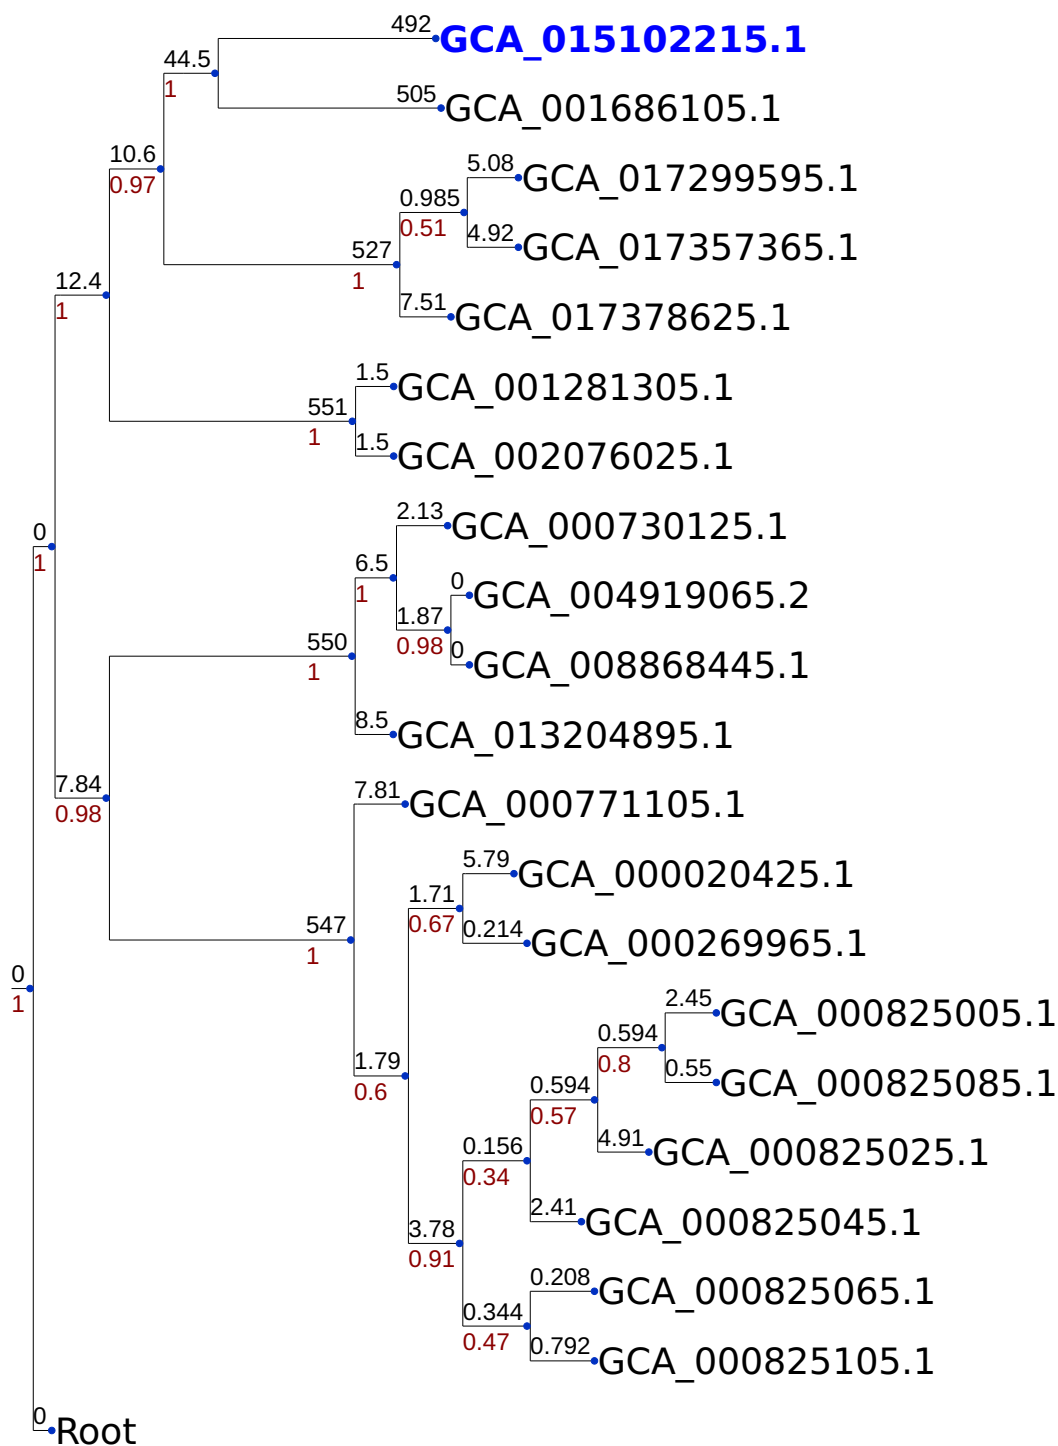 492
GCA_015102215.1
44.5
1
505
GCA_001686105.1
10.6
0.97
5.08
GCA_017299595.1
0.985
0.51
4.92
GCA_017357365.1
527
1
7.51
GCA_017378625.1
12.4
1
1.5
GCA_001281305.1
551
1
1.5
GCA_002076025.1
2.13
GCA_000730125.1
0
1
6.5
1
0
GCA_004919065.2
1.87
0.98
0
GCA_008868445.1
550
1
8.5
GCA_013204895.1
7.84
0.98
7.81
GCA_000771105.1
5.79
GCA_000020425.1
1.71
0.67
0.214
GCA_000269965.1
547
1
0
1
2.45
GCA_000825005.1
0.594
0.8
0.55
GCA_000825085.1
1.79
0.6
0.594
0.57
4.91
GCA_000825025.1
0.156
0.34
2.41
GCA_000825045.1
3.78
0.91
0.208
GCA_000825065.1
0.344
0.47
0.792
GCA_000825105.1
0
Root